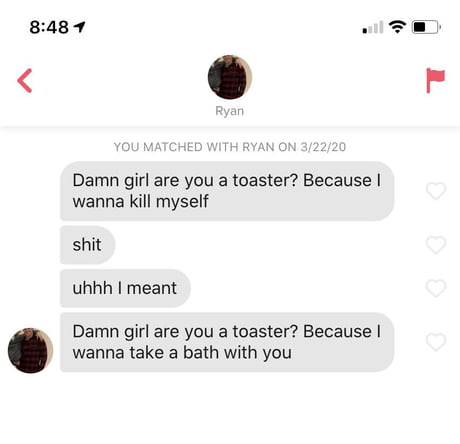 8:48
Ryan
YOU MATCHED WITH RYAN ON 3/22/20
Damn girl are you a toaster? Because I
wanna kill myself
shit
uhhh I meant
Damn girl are you a toaster? Because I
wanna take a bath with you